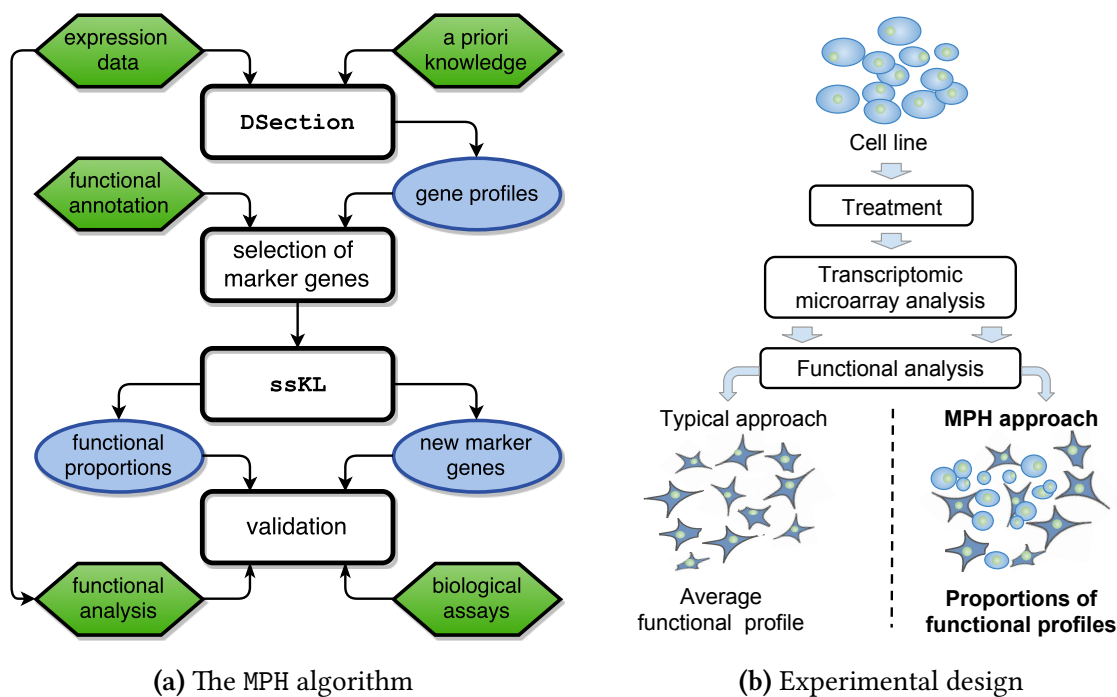 expression
data
a priori
knowledge
DSection
functional
annotation
gene profiles
selection of
marker genes
ssKL
functional
proportions
new marker
genes
validation
functional
analysis
biological
assays
(a) The MPH algorithm
Cell line
Treatment
Transcriptomic
microarray analysis
Functional analysis
Typical approach
MPH approach
Average
functional profile
Proportions of
functional profiles
(b) Experimental design